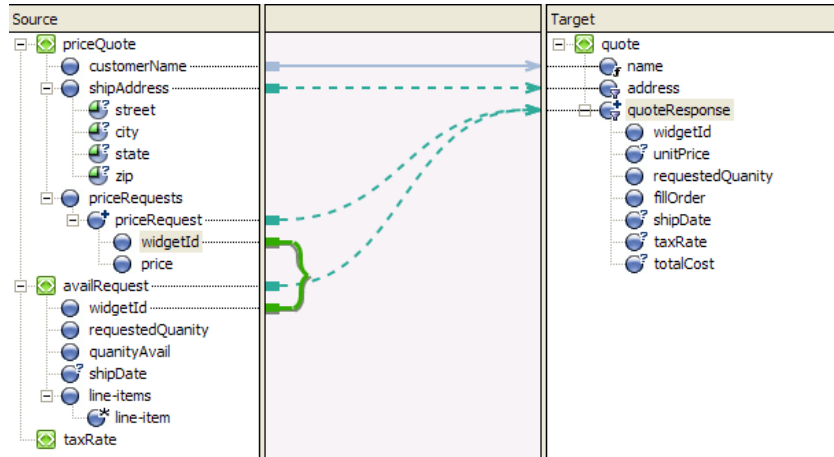 Source
priceQuote
customerName
shipAddress
street
city
state
zip
priceRequests
priceRequest
widgetId
price
availRequest
widgetId
requestedQuanity
quanityAvail
shipDate
line-items
line-item
taxRate
Target
quote
name
address
quoteResponse
widgetId
unitPrice
requestedQuanity
fillOrder
shipDate
taxRate
totalCost